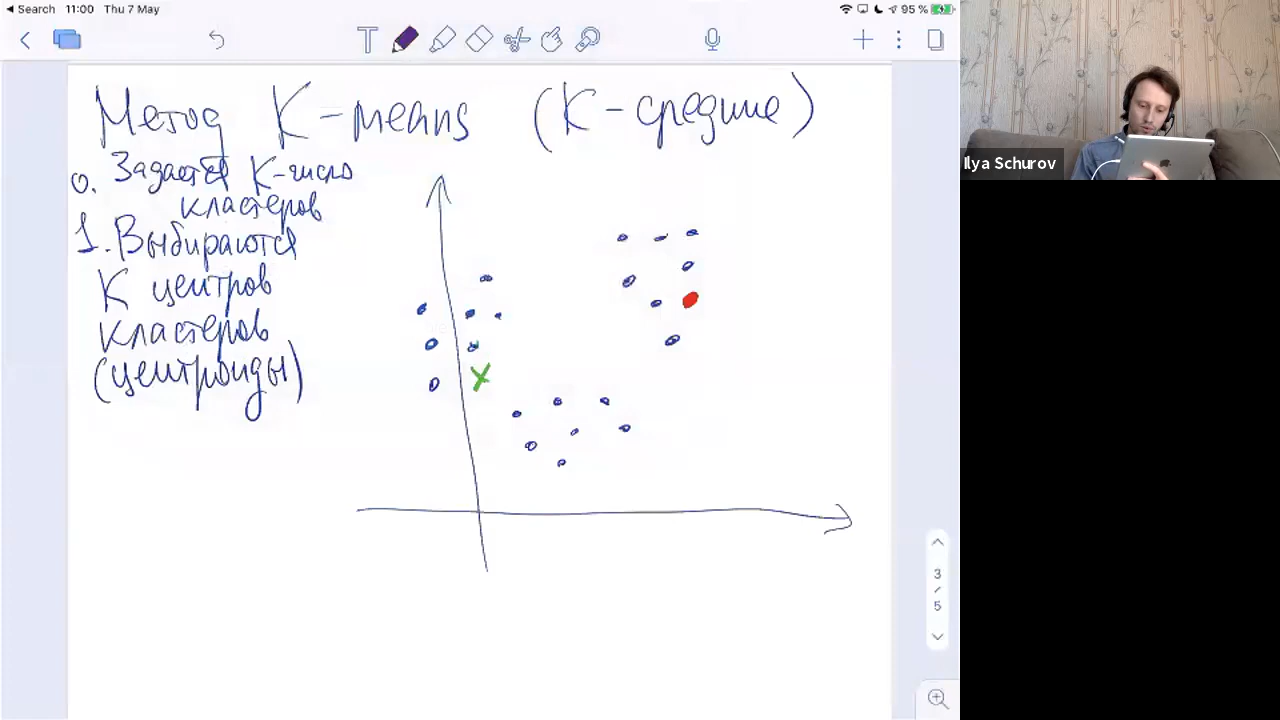 Search 11:00 Thu 7 May 95 %
T
Метод K-means (K-средние)
0. Задаётся K-число
кластеров
1. Выбираются
K центров
кластеров
(центроиды)
Ilya Schurov
3
/
5